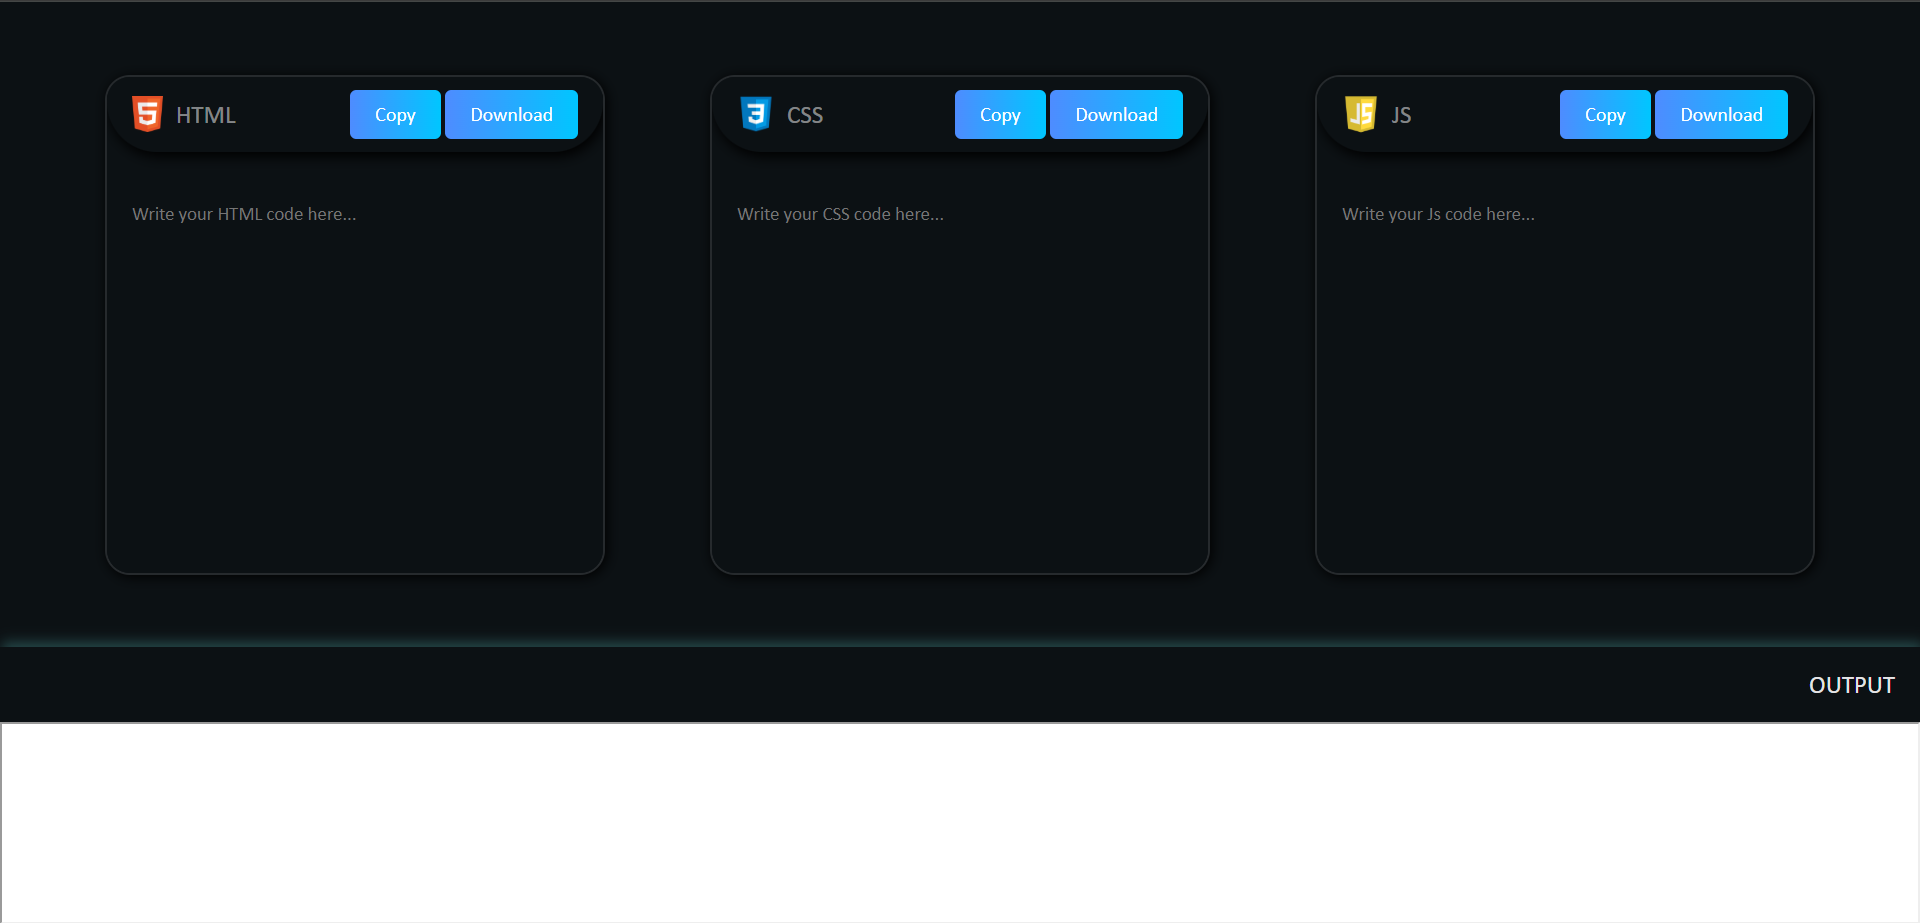 HTML Copy Download
CSS Copy Download
JS Copy Download
Write your HTML code here...
Write your CSS code here...
Write your Js code here...
OUTPUT